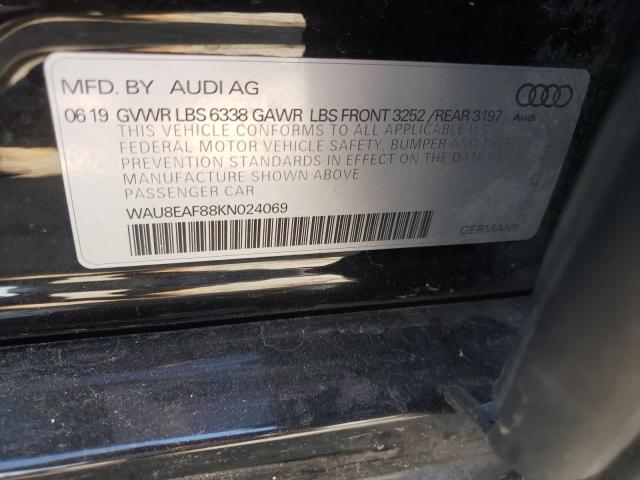 MFD. BY AUDI AG
06 19 GVWR LBS 6338 GAWR LBS FRONT 3252 / REAR 3197
Audi
THIS VEHICLE CONFORMS TO ALL APPLICABLE U.S.
FEDERAL MOTOR VEHICLE SAFETY, BUMPER AND THEFT
PREVENTION STANDARDS IN EFFECT ON THE DATE OF
MANUFACTURE SHOWN ABOVE
PASSENGER CAR
WAU8EAF88KN024069
GERMANY